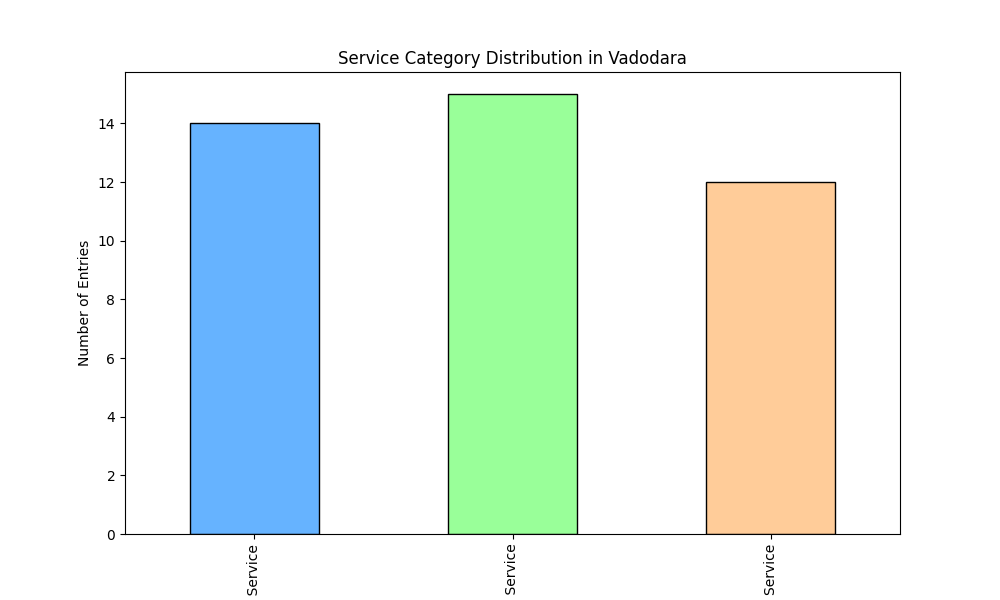 Service Category Distribution in Vadodara
Number of Entries
14
12
10
8
6
4
2
0
Service
Service
Service